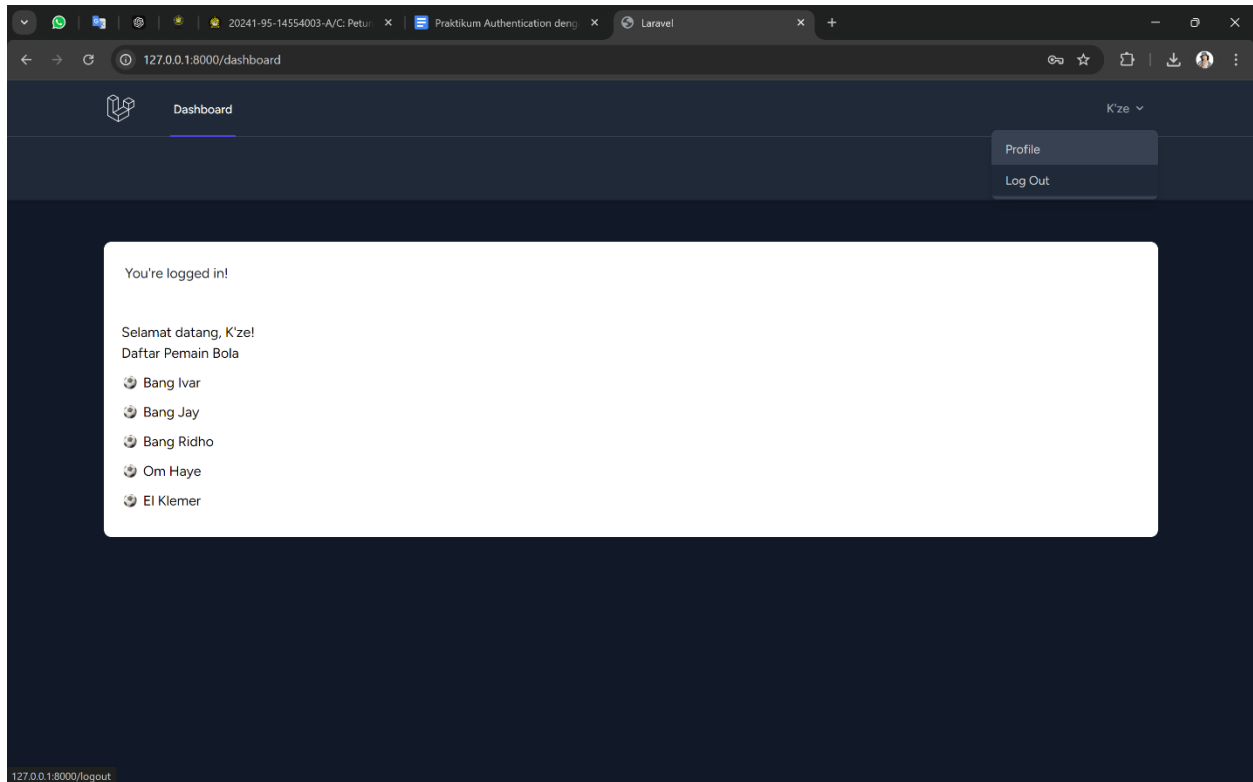 20241-95-14554003-A/C: Petun
Praktikum Authentication deng
Laravel
127.0.0.1:8000/dashboard
Dashboard
K'ze
Profile
Log Out
You're logged in!
Selamat datang, K'ze!
Daftar Pemain Bola
Bang Ivar
Bang Jay
Bang Ridho
Om Haye
El Klemer
127.0.0.1:8000/logout